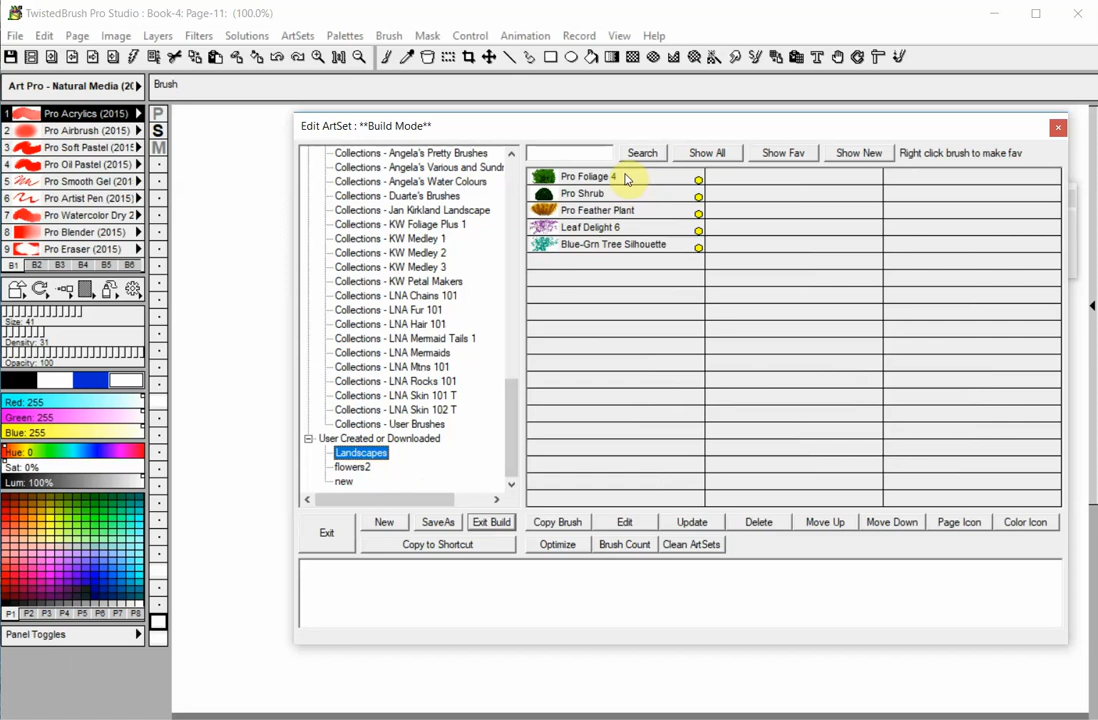 TwistedBrush Pro Studio : Book-4: Page-11: (100.0%)
File Edit Page Image Layers Filters Solutions ArtSets Palettes Brush Mask Control Animation Record View Help
Art Pro - Natural Media (20
Brush
1 Pro Acrylics (2015) P
2 Pro Airbrush (2015) S
3 Pro Soft Pastel (2015 M
4 Pro Oil Pastel (2015)
5 Pro Smooth Gel (201
6 Pro Artist Pen (2015)
7 Pro Watercolor Dry 2
8 Pro Blender (2015)
9 Pro Eraser (2015)
B1 B2 B3 B4 B5 B6
Size: 41
Density: 31
Opacity: 100
Red: 255
Green: 255
Blue: 255
Hue: 0
Sat: 0%
Lum: 100%
P1 P2 P3 P4 P5 P6 P7 P8
Panel Toggles
Edit ArtSet : **Build Mode**
Collections - Angela's Pretty Brushes
Collections - Angela's Various and Sundr
Collections - Angela's Water Colours
Collections - Duarte's Brushes
Collections - Jan Kirkland Landscape
Collections - KW Foliage Plus 1
Collections - KW Medley 1
Collections - KW Medley 2
Collections - KW Medley 3
Collections - KW Petal Makers
Collections - LNA Chains 101
Collections - LNA Fur 101
Collections - LNA Hair 101
Collections - LNA Mermaid Tails 1
Collections - LNA Mermaids
Collections - LNA Mtns 101
Collections - LNA Rocks 101
Collections - LNA Skin 101 T
Collections - LNA Skin 102 T
Collections - User Brushes
User Created or Downloaded
Landscapes
flowers2
new
Search Show All Show Fav Show New Right click brush to make fav
Pro Foliage 4
Pro Shrub
Pro Feather Plant
Leaf Delight 6
Blue-Grn Tree Silhouette
Exit New SaveAs Exit Build Copy Brush Edit Update Delete Move Up Move Down Page Icon Color Icon
Copy to Shortcut Optimize Brush Count Clean ArtSets